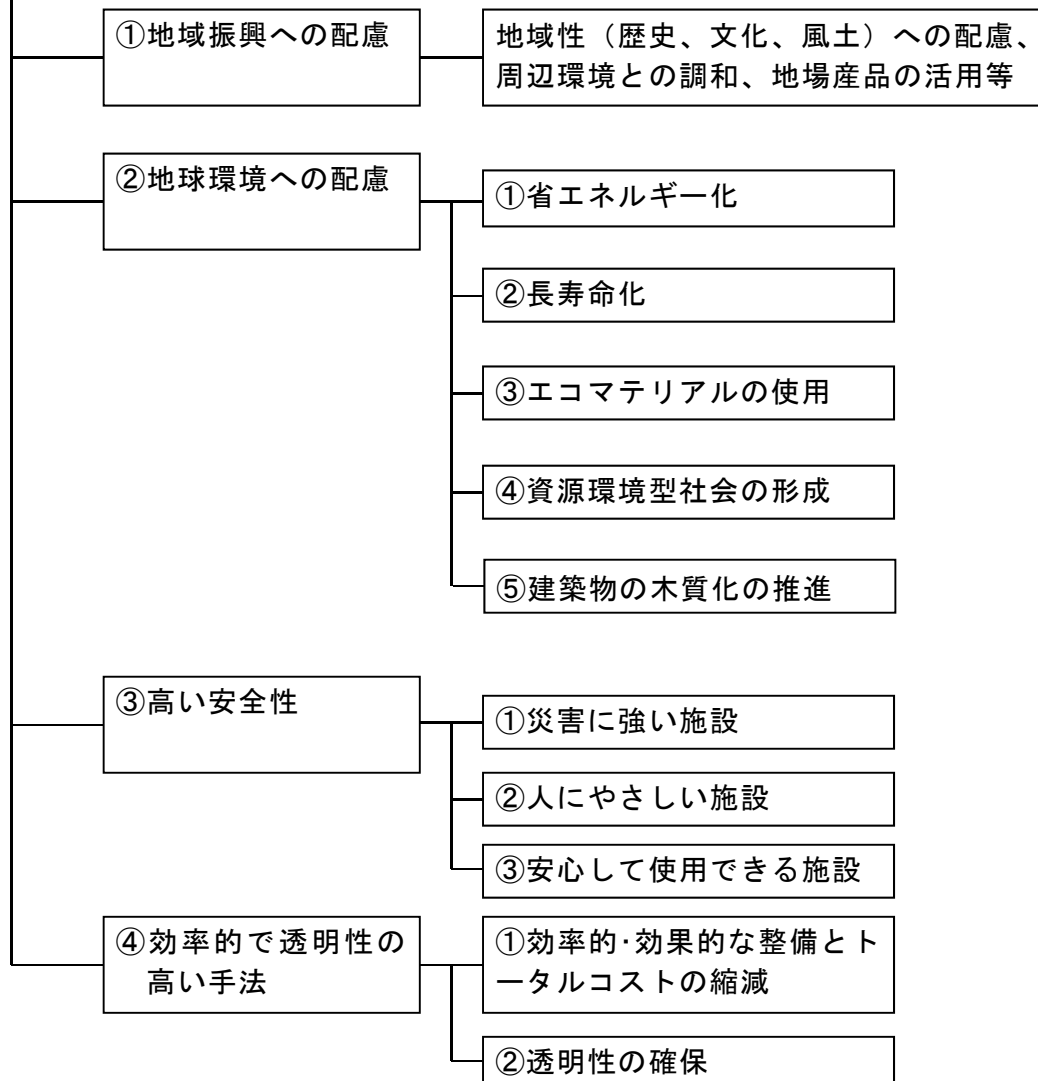 ①地域振興への配慮
地域性（歴史、文化、風土）への配慮、
周辺環境との調和、地場産品の活用等
②地球環境への配慮
①省エネルギー化
②長寿命化
③エコマテリアルの使用
④資源環境型社会の形成
⑤建築物の木質化の推進
③高い安全性
①災害に強い施設
②人にやさしい施設
③安心して使用できる施設
④効率的で透明性の
高い手法
①効率的･効果的な整備とト
ータルコストの縮減
②透明性の確保